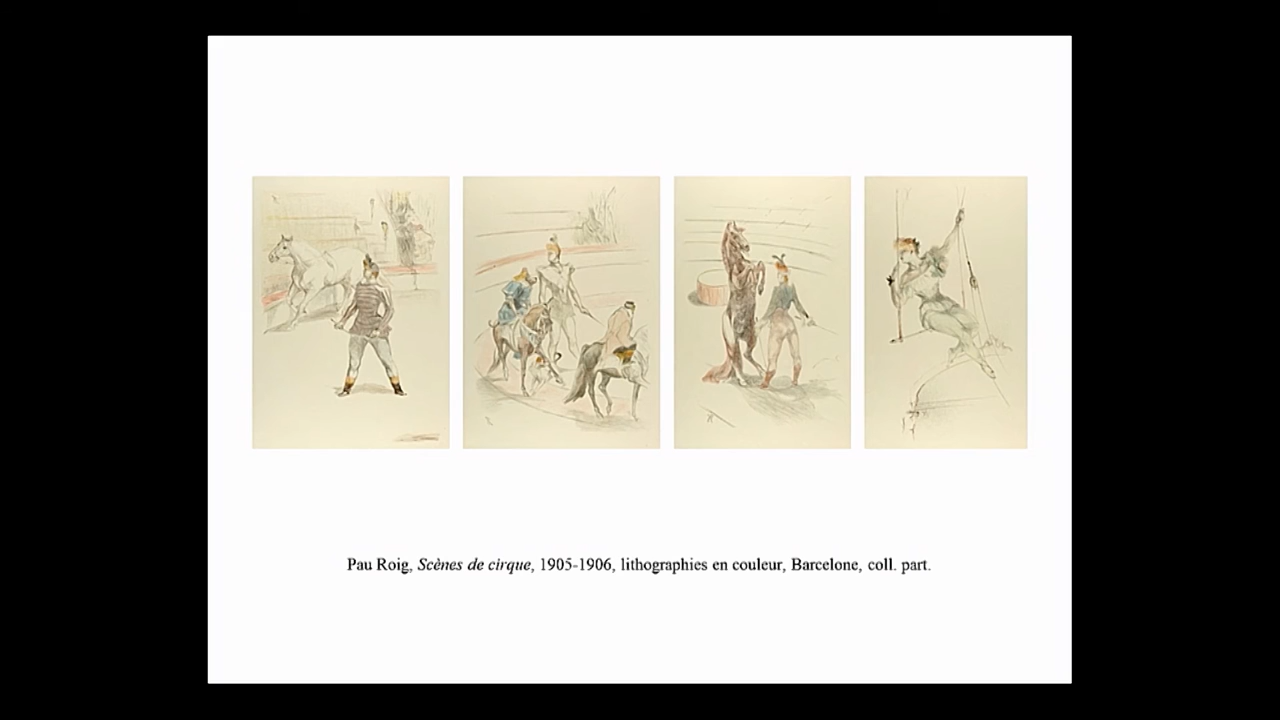 Pau Roig, Scènes de cirque, 1905-1906, lithographies en couleur, Barcelone, coll. part.